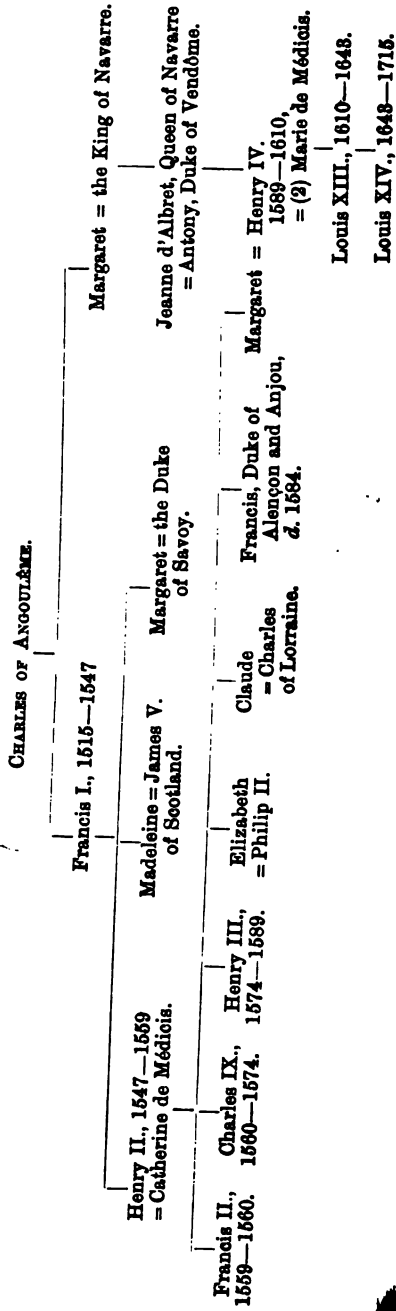 CHARLES OF ANGOULÊME.
Francis I., 1515—1547
Margaret = the King of Navarre.
Henry II., 1547—1559
= Catherine de Médicis.
Madeleine = James V.
of Scotland.
Margaret = the Duke
of Savoy.
Jeanne d'Albret, Queen of Navarre
= Antony, Duke of Vendôme.
Francis II.,
1559—1560.
Charles IX.,
1560—1574.
Henry III.,
1574—1589.
Elizabeth
= Philip II.
Claude
= Charles
of Lorraine.
Francis, Duke of
Alençon and Anjou,
d. 1584.
Margaret = Henry IV.
1589—1610,
= (2) Marie de Médicis.
Louis XIII., 1610—1643.
Louis XIV., 1643—1715.